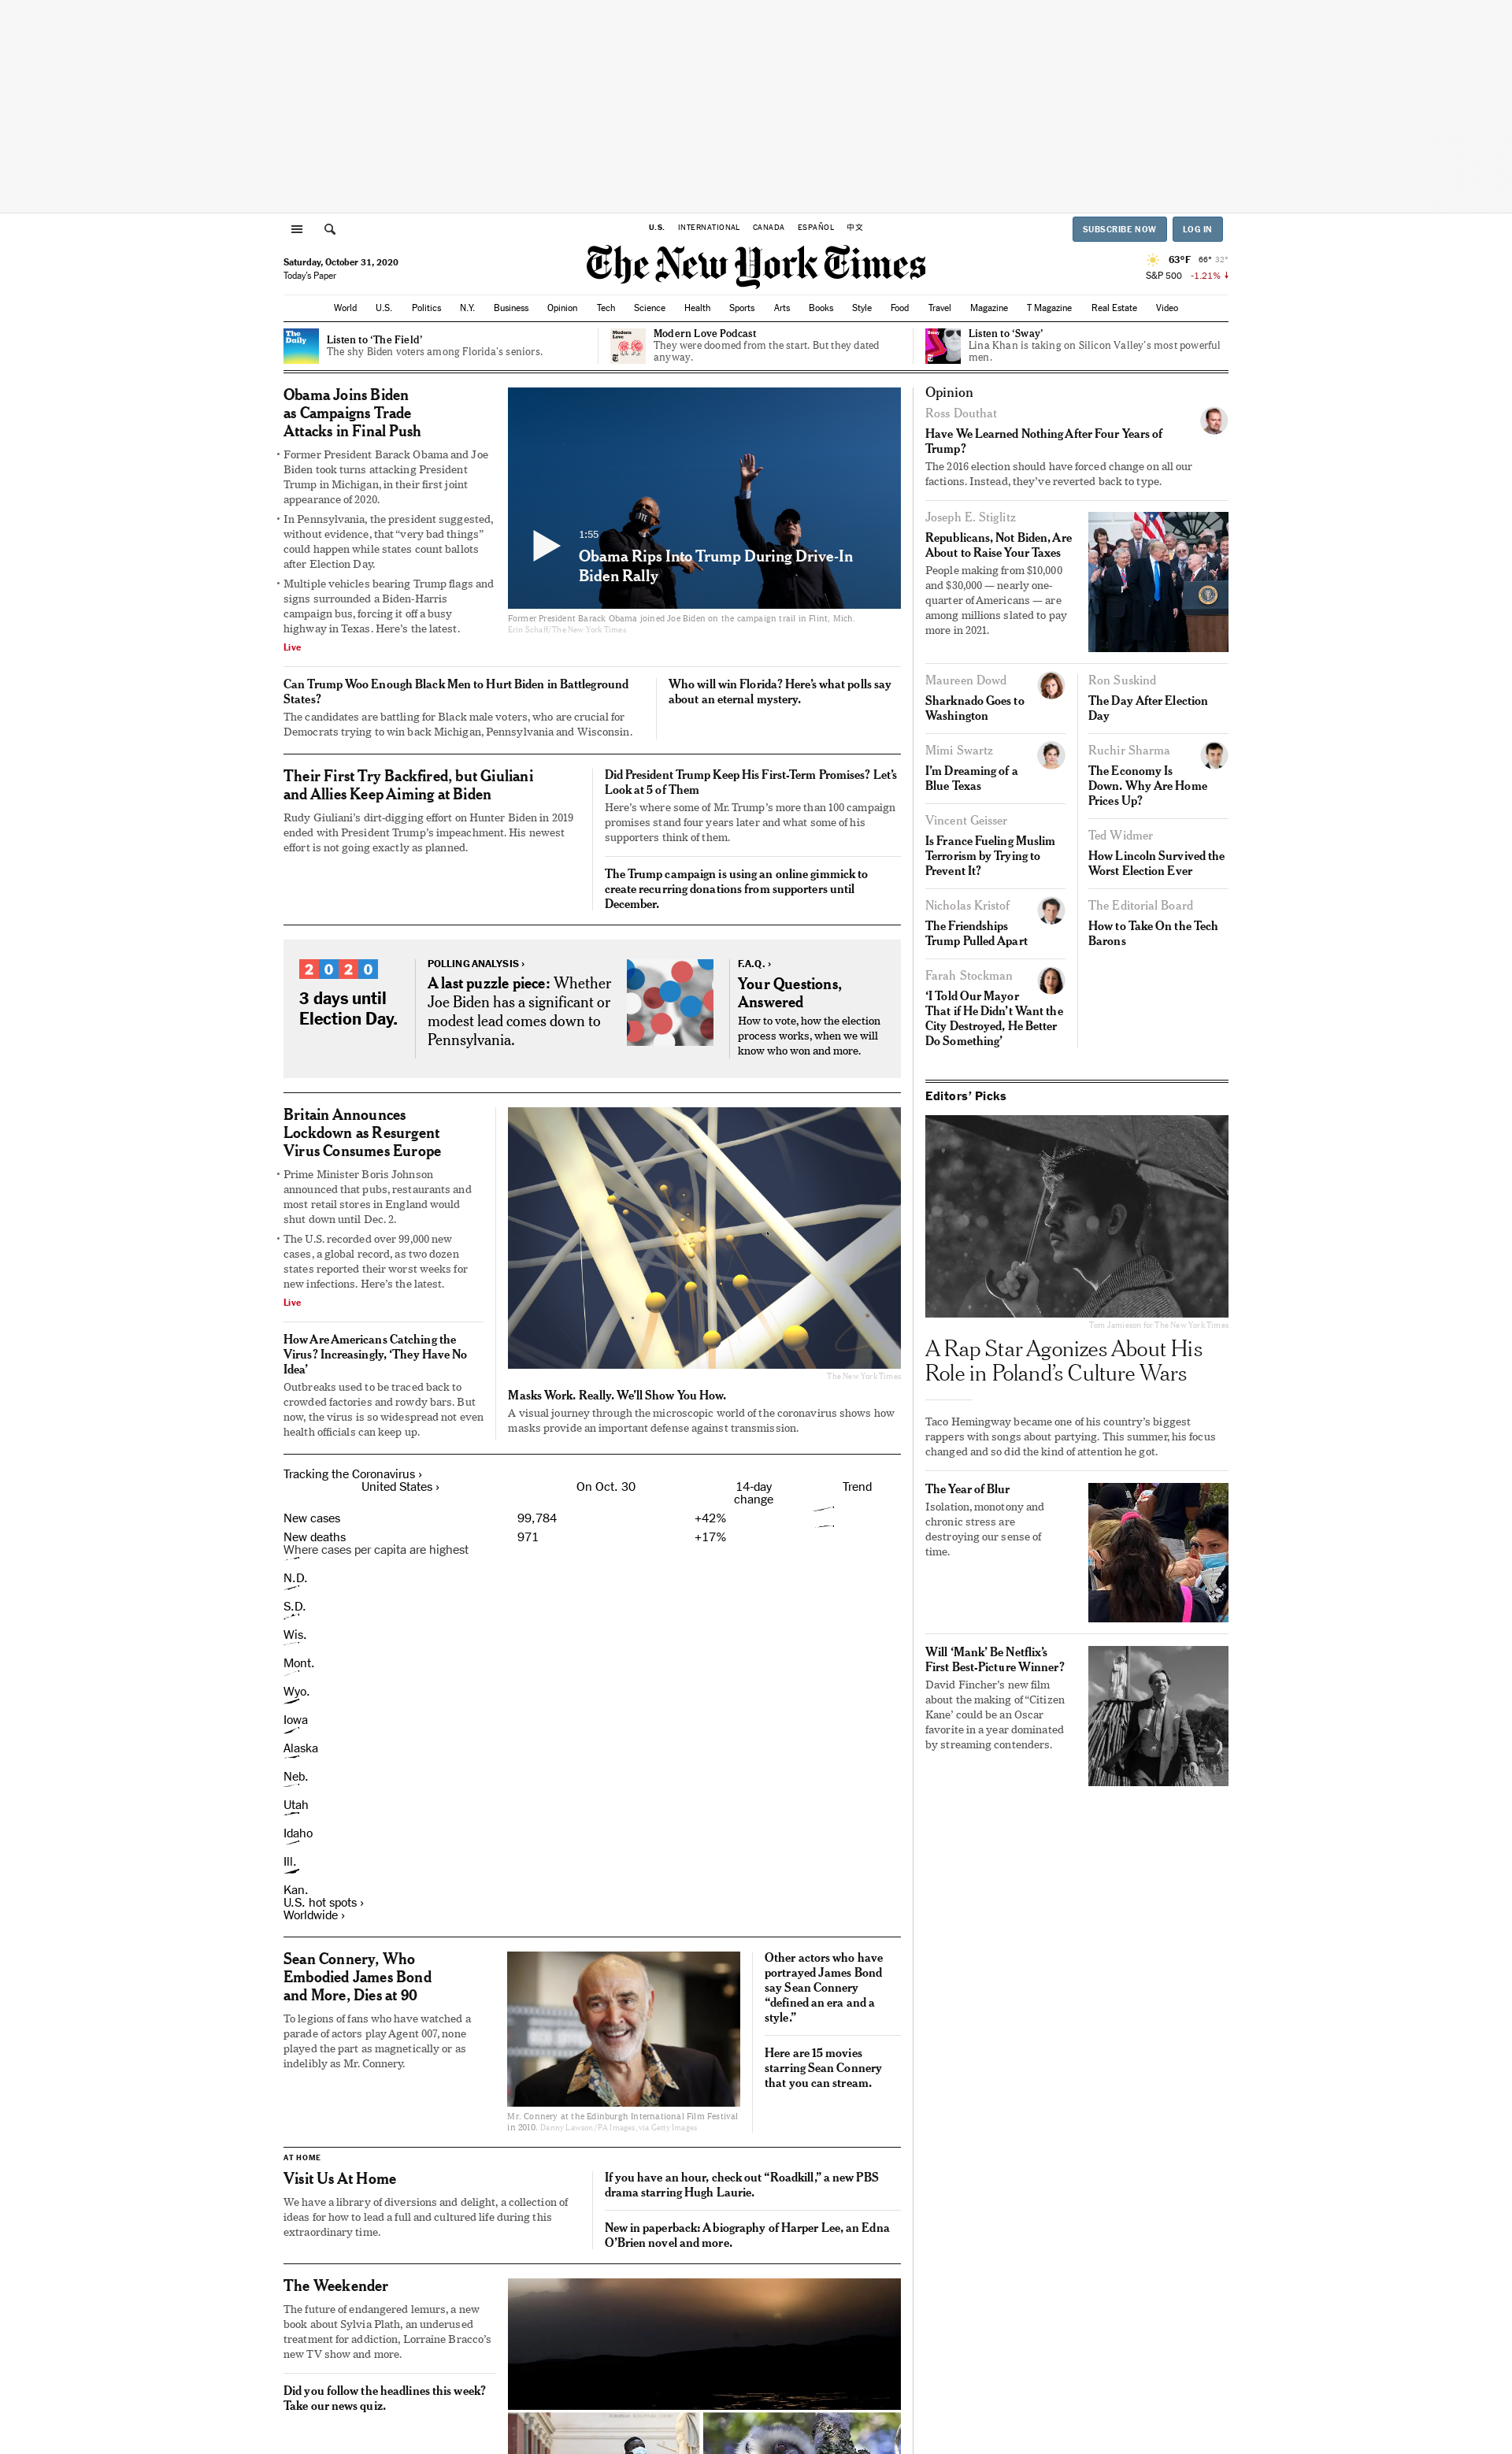 U.S. INTERNATIONAL CANADA ESPAÑOL 中文
SUBSCRIBE NOW LOG IN
Saturday, October 31, 2020
Today's Paper
The New York Times
63°F 66° 32°
S&P 500 -1.21%
World U.S. Politics N.Y. Business Opinion Tech Science Health Sports Arts Books Style Food Travel Magazine T Magazine Real Estate Video
The
Daily
Listen to ‘The Field’
The shy Biden voters among Florida’s seniors.
Modern
Love
Modern Love Podcast
They were doomed from the start. But they dated
anyway.
Sway
Listen to ‘Sway’
Lina Khan is taking on Silicon Valley’s most powerful
men.
Obama Joins Biden
as Campaigns Trade
Attacks in Final Push
• Former President Barack Obama and Joe
Biden took turns attacking President
Trump in Michigan, in their first joint
appearance of 2020.
• In Pennsylvania, the president suggested,
without evidence, that “very bad things”
could happen while states count ballots
after Election Day.
• Multiple vehicles bearing Trump flags and
signs surrounded a Biden-Harris
campaign bus, forcing it off a busy
highway in Texas. Here’s the latest.
Live
1:55
Obama Rips Into Trump During Drive-In
Biden Rally
Former President Barack Obama joined Joe Biden on the campaign trail in Flint, Mich.
Erin Schaff/The New York Times
Can Trump Woo Enough Black Men to Hurt Biden in Battleground
States?
The candidates are battling for Black male voters, who are crucial for
Democrats trying to win back Michigan, Pennsylvania and Wisconsin.
Who will win Florida? Here’s what polls say
about an eternal mystery.
Their First Try Backfired, but Giuliani
and Allies Keep Aiming at Biden
Rudy Giuliani’s dirt-digging effort on Hunter Biden in 2019
ended with President Trump’s impeachment. His newest
effort is not going exactly as planned.
Did President Trump Keep His First-Term Promises? Let’s
Look at 5 of Them
Here’s where some of Mr. Trump’s more than 100 campaign
promises stand four years later and what some of his
supporters think of them.
The Trump campaign is using an online gimmick to
create recurring donations from supporters until
December.
2020
3 days until
Election Day.
POLLING ANALYSIS ›
A last puzzle piece: Whether
Joe Biden has a significant or
modest lead comes down to
Pennsylvania.
F.A.Q. ›
Your Questions,
Answered
How to vote, how the election
process works, when we will
know who won and more.
Britain Announces
Lockdown as Resurgent
Virus Consumes Europe
• Prime Minister Boris Johnson
announced that pubs, restaurants and
most retail stores in England would
shut down until Dec. 2.
• The U.S. recorded over 99,000 new
cases, a global record, as two dozen
states reported their worst weeks for
new infections. Here’s the latest.
Live
How Are Americans Catching the
Virus? Increasingly, ‘They Have No
Idea’
Outbreaks used to be traced back to
crowded factories and rowdy bars. But
now, the virus is so widespread not even
health officials can keep up.
The New York Times
Masks Work. Really. We’ll Show You How.
A visual journey through the microscopic world of the coronavirus shows how
masks provide an important defense against transmission.
Tracking the Coronavirus ›
United States › On Oct. 30 14-day
change Trend
New cases 99,784 +42%
New deaths 971 +17%
Where cases per capita are highest
N.D.
S.D.
Wis.
Mont.
Wyo.
Iowa
Alaska
Neb.
Utah
Idaho
Ill.
Kan.
U.S. hot spots ›
Worldwide ›
Sean Connery, Who
Embodied James Bond
and More, Dies at 90
To legions of fans who have watched a
parade of actors play Agent 007, none
played the part as magnetically or as
indelibly as Mr. Connery.
Mr. Connery at the Edinburgh International Film Festival
in 2010. Danny Lawson/PA Images, via Getty Images
Other actors who have
portrayed James Bond
say Sean Connery
“defined an era and a
style.”
Here are 15 movies
starring Sean Connery
that you can stream.
AT HOME
Visit Us At Home
We have a library of diversions and delight, a collection of
ideas for how to lead a full and cultured life during this
extraordinary time.
If you have an hour, check out “Roadkill,” a new PBS
drama starring Hugh Laurie.
New in paperback: A biography of Harper Lee, an Edna
O’Brien novel and more.
The Weekender
The future of endangered lemurs, a new
book about Sylvia Plath, an underused
treatment for addiction, Lorraine Bracco’s
new TV show and more.
Did you follow the headlines this week?
Take our news quiz.
Opinion
Ross Douthat
Have We Learned Nothing After Four Years of
Trump?
The 2016 election should have forced change on all our
factions. Instead, they’ve reverted back to type.
Joseph E. Stiglitz
Republicans, Not Biden, Are
About to Raise Your Taxes
People making from $10,000
and $30,000 — nearly one-
quarter of Americans — are
among millions slated to pay
more in 2021.
Maureen Dowd
Sharknado Goes to
Washington
Mimi Swartz
I’m Dreaming of a
Blue Texas
Vincent Geisser
Is France Fueling Muslim
Terrorism by Trying to
Prevent It?
Nicholas Kristof
The Friendships
Trump Pulled Apart
Farah Stockman
‘I Told Our Mayor
That if He Didn’t Want the
City Destroyed, He Better
Do Something’
Ron Suskind
The Day After Election
Day
Ruchir Sharma
The Economy Is
Down. Why Are Home
Prices Up?
Ted Widmer
How Lincoln Survived the
Worst Election Ever
The Editorial Board
How to Take On the Tech
Barons
Editors’ Picks
Tom Jamieson for The New York Times
A Rap Star Agonizes About His
Role in Poland’s Culture Wars
Taco Hemingway became one of his country’s biggest
rappers with songs about partying. This summer, his focus
changed and so did the kind of attention he got.
The Year of Blur
Isolation, monotony and
chronic stress are
destroying our sense of
time.
Will ‘Mank’ Be Netflix’s
First Best-Picture Winner?
David Fincher’s new film
about the making of “Citizen
Kane’ could be an Oscar
favorite in a year dominated
by streaming contenders.